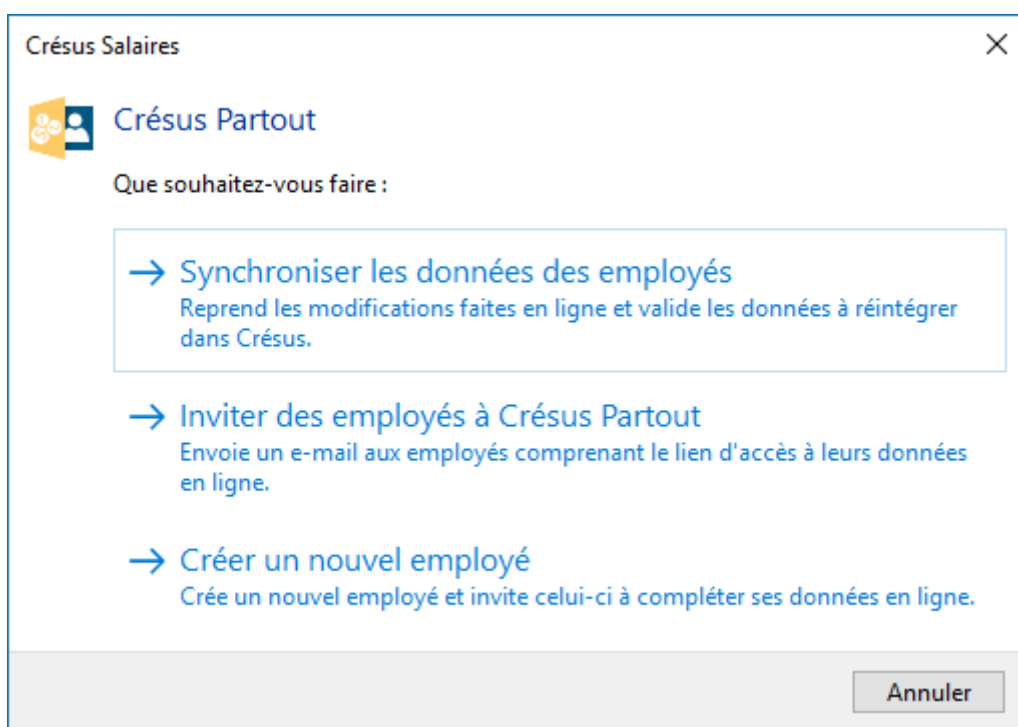 Crésus Salaires
Crésus Partout
Que souhaitez-vous faire :
Synchroniser les données des employés
Reprend les modifications faites en ligne et valide les données à réintégrer
dans Crésus.
Inviter des employés à Crésus Partout
Envoie un e-mail aux employés comprenant le lien d'accès à leurs données
en ligne.
Créer un nouvel employé
Crée un nouvel employé et invite celui-ci à compléter ses données en ligne.
Annuler